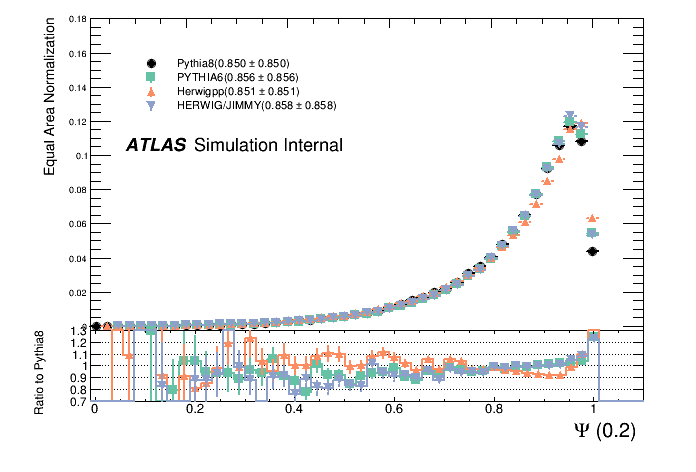 Equal Area Normalization
0.18
0.16
0.14
0.12
0.1
0.08
0.06
0.04
0.02
0
Pythia8(0.850 ± 0.850)
PYTHIA6(0.856 ± 0.856)
Herwigpp(0.851 ± 0.851)
HERWIG/JIMMY(0.858 ± 0.858)
ATLAS Simulation Internal
Ratio to Pythia8
1.3
1.2
1.1
1
0.9
0.8
0.7
0 0.2 0.4 0.6 0.8 1
Ψ (0.2)